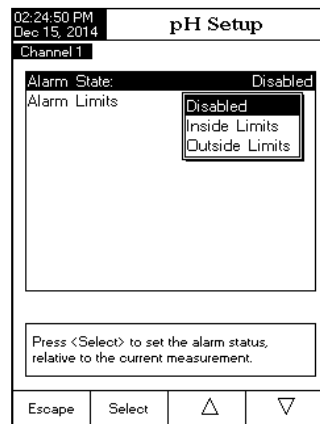 02:24:50 PM
Dec 15, 2014
pH Setup
Channel 1
Alarm State: Disabled
Alarm Limits
Disabled
Inside Limits
Outside Limits
Press <Select> to set the alarm status,
relative to the current measurement.
Escape Select △ ▽